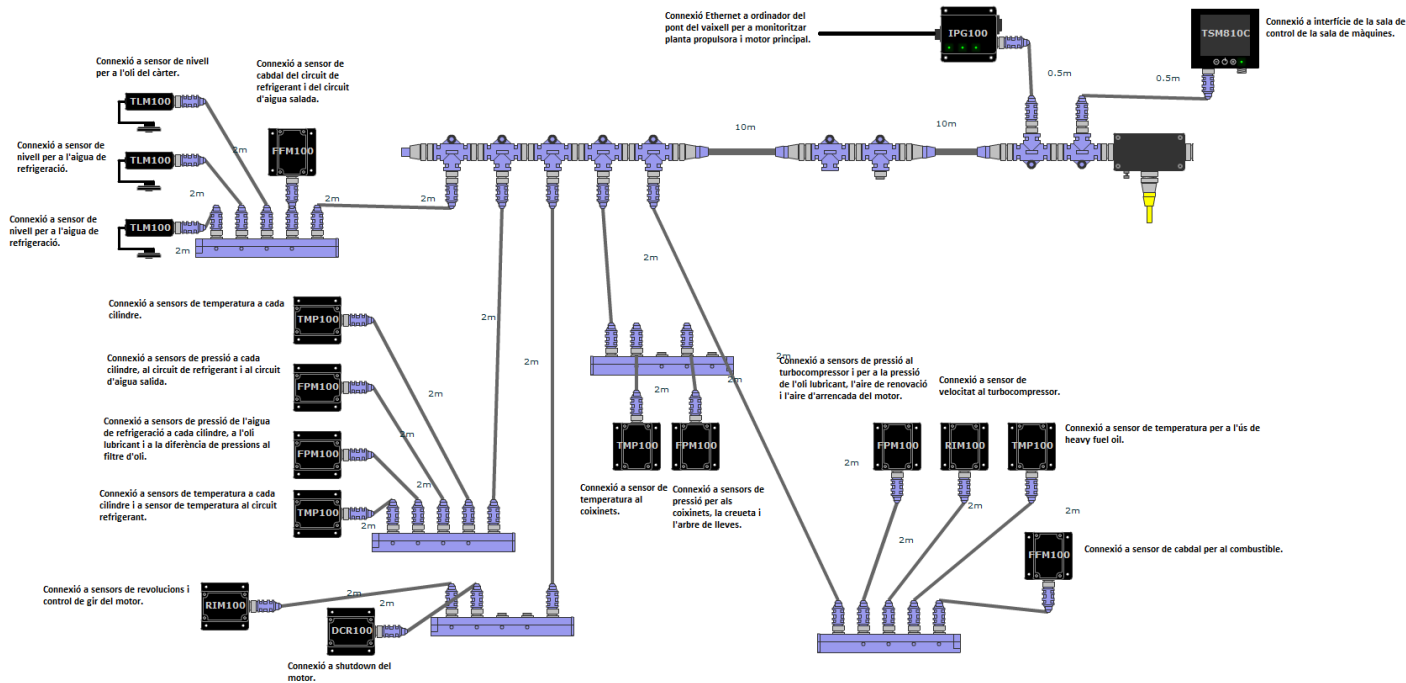 Connexió Ethernet a ordinador del
pont del vaixell per a monitoritzar
planta propulsora i motor principal.
IPG100
TSM810C
Connexió a interfície de la sala de
control de la sala de màquines.
0.5m
0.5m
Connexió a sensor de nivell
per a l'oli del càrter.
Connexió a sensor de
cabdal del circuit de
refrigerant i del circuit
d'aigua salada.
TLM100
FFM100
2m
Connexió a sensor de
nivell per a l'aigua de
refrigeració.
TLM100
2m
Connexió a sensor de
nivell per a l'aigua de
refrigeració.
TLM100
2m
2m
2m
10m
10m
2m
2m
Connexió a sensors de temperatura a cada
cilindre.
TMP100
2m
Connexió a sensors de pressió a cada
cilindre, al circuit de refrigerant i al circuit
d'aigua salida.
FPM100
2m
Connexió a sensors de pressió de l'aigua
de refrigeració a cada cilindre, a l'oli
lubricant i a la diferència de pressions al
filtre d'oli.
FPM100
2m
2m
Connexió a sensors de temperatura a cada
cilindre i a sensor de temperatura al circuit
refrigerant.
TMP100
2m
2m
2m
2m
2m
TMP100
FPM100
Connexió a sensor de
temperatura al
coixinets.
Connexió a sensors de
pressió per als
coixinets, la creueta i
l'arbre de lleves.
Connexió a sensors de pressió al
turbocompressor i per a la pressió
de l'oli lubricant, l'aire de renovació
i l'aire d'arrencada del motor.
Connexió a sensor de
velocitat al turbocompressor.
FPM100
RIM100
TMP100
Connexió a sensor de temperatura per a l'ús de
heavy fuel oil.
2m
2m
2m
2m
FFM100
Connexió a sensor de cabdal per al combustible.
Connexió a sensors de revolucions i
control de gir del motor.
RIM100
2m
2m
DCR100
Connexió a shutdown del
motor.